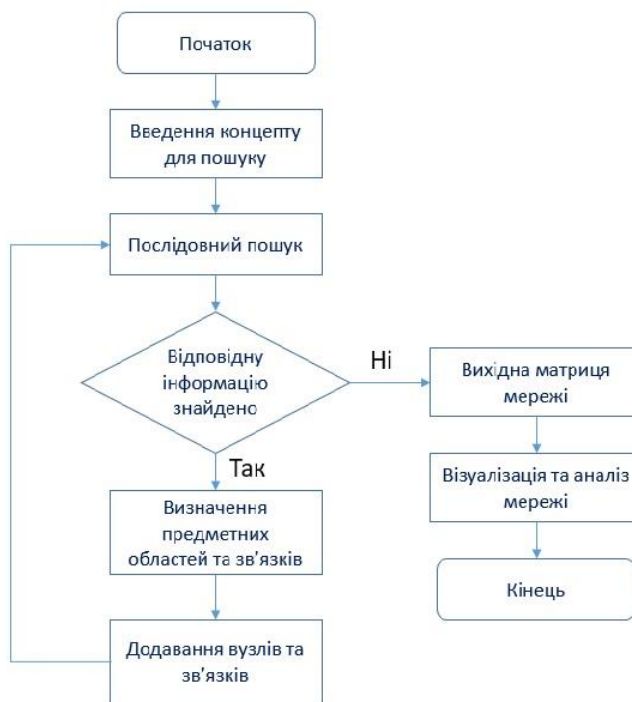 Початок
Введення концепту
для пошуку
Послідовний пошук
Відповідну
інформацію
знайдено
Ні
Так
Визначення
предметних
областей та зв'язків
Додавання вузлів та
зв'язків
Вихідна матриця
мережі
Візуалізація та аналіз
мережі
Кінець